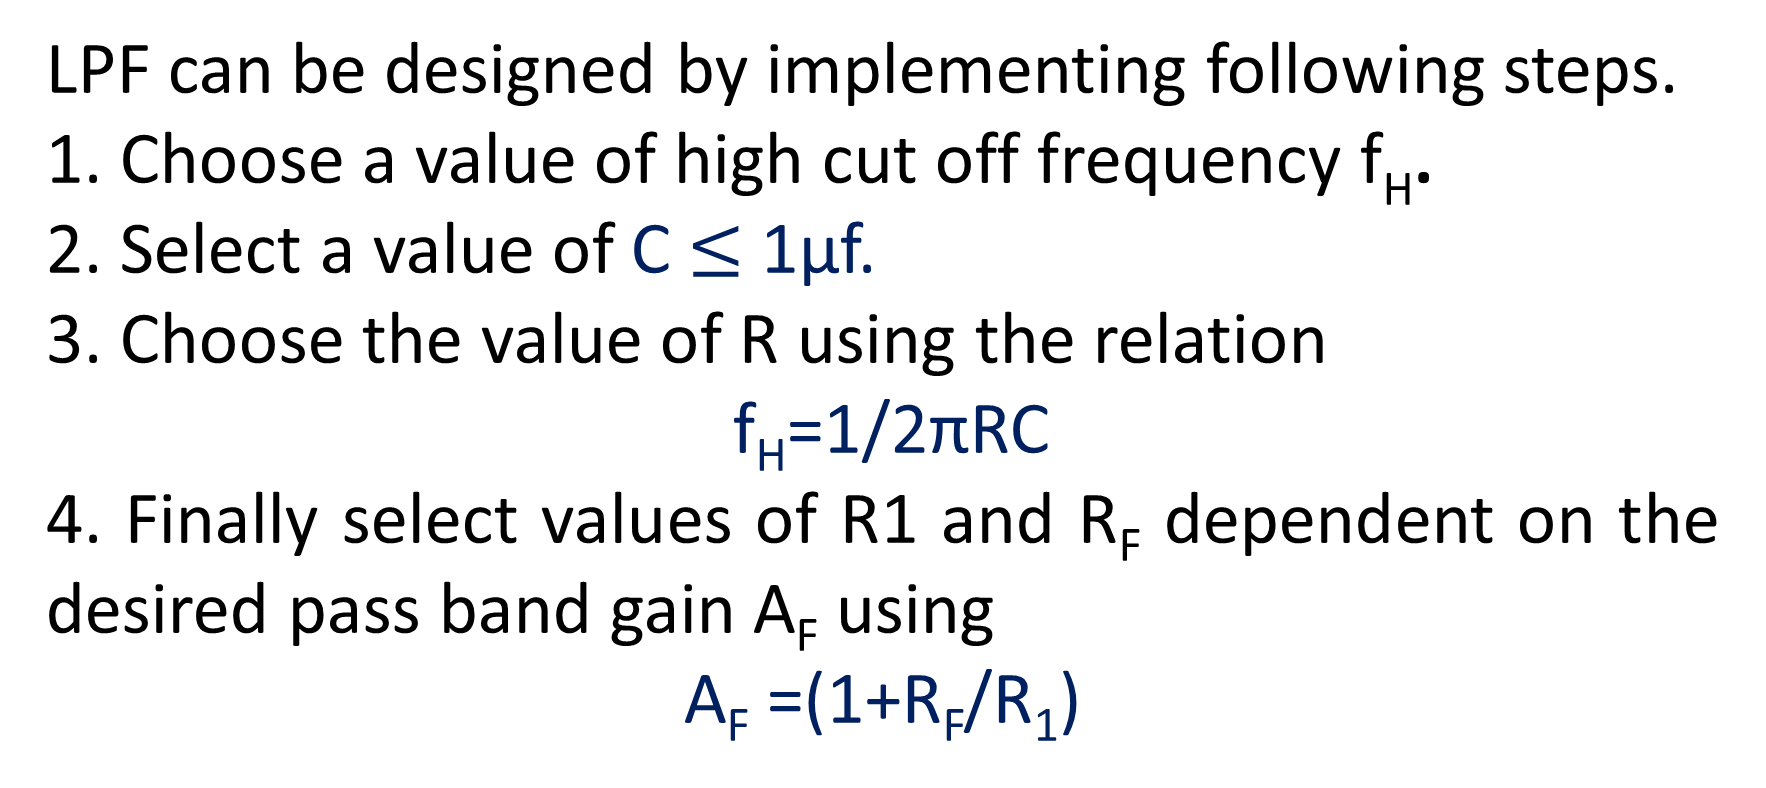 LPF can be designed by implementing following steps.
1. Choose a value of high cut off frequency fH.
2. Select a value of C ≤ 1µf.
3. Choose the value of R using the relation
fH=1/2πRC
4. Finally select values of R1 and RF dependent on the
desired pass band gain AF using
AF =(1+RF/R1)